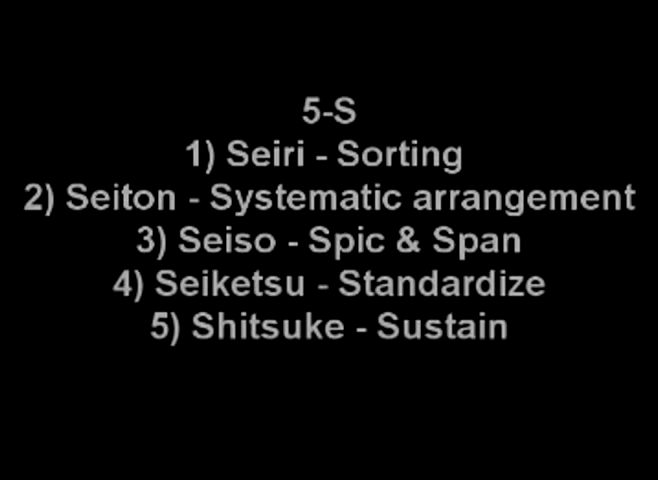 5-S
1) Seiri - Sorting
2) Seiton - Systematic arrangement
3) Seiso - Spic & Span
4) Seiketsu - Standardize
5) Shitsuke - Sustain